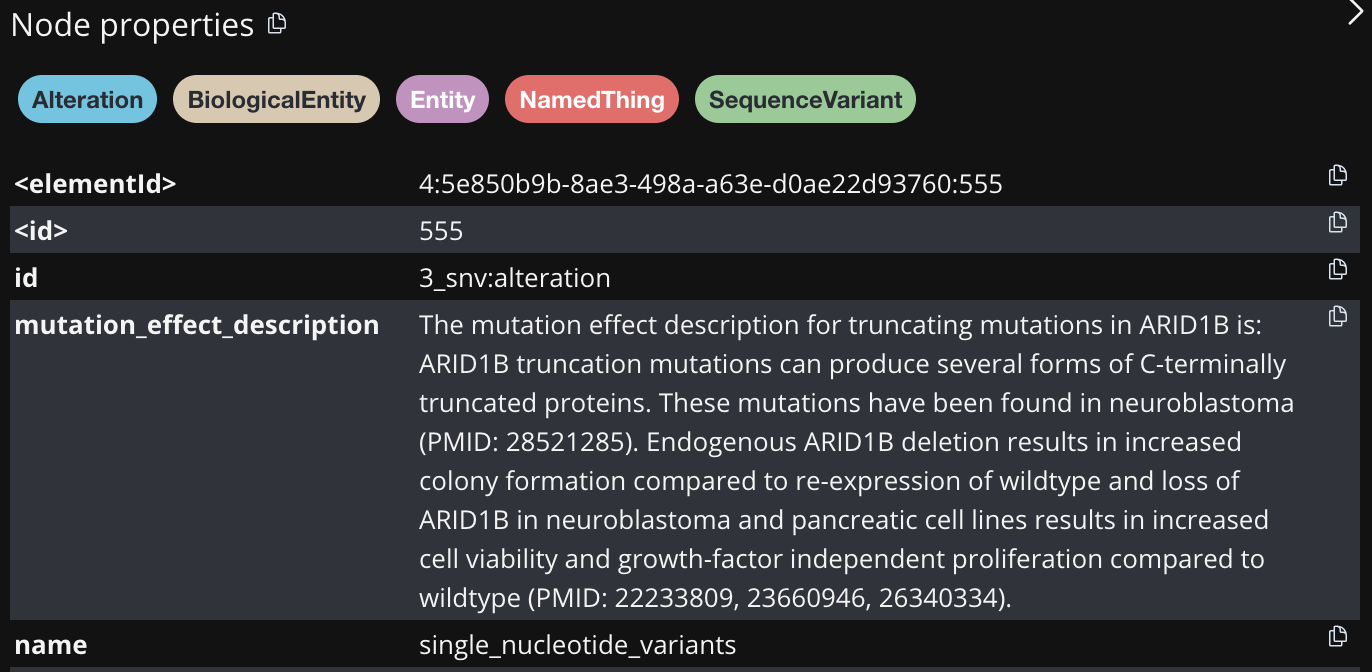 Node properties
Alteration BiologicalEntity Entity NamedThing SequenceVariant
<elementId> 4:5e850b9b-8ae3-498a-a63e-d0ae22d93760:555
<id> 555
id 3_snv:alteration
mutation_effect_description The mutation effect description for truncating mutations in ARID1B is:
ARID1B truncation mutations can produce several forms of C-terminally
truncated proteins. These mutations have been found in neuroblastoma
(PMID: 28521285). Endogenous ARID1B deletion results in increased
colony formation compared to re-expression of wildtype and loss of
ARID1B in neuroblastoma and pancreatic cell lines results in increased
cell viability and growth-factor independent proliferation compared to
wildtype (PMID: 22233809, 23660946, 26340334).
name single_nucleotide_variants